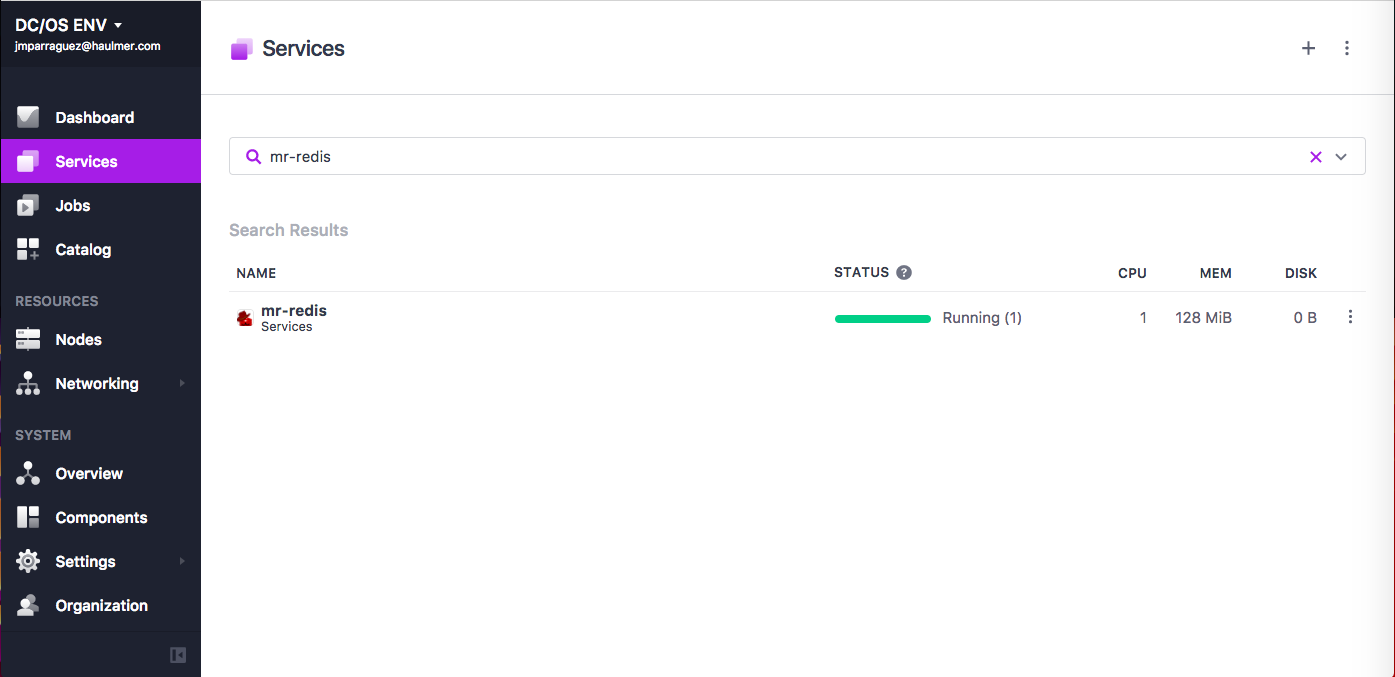 DC/OS ENV
jmparraguez@haulmer.com
Dashboard
Services
Jobs
Catalog
RESOURCES
Nodes
Networking
SYSTEM
Overview
Components
Settings
Organization
Services
mr-redis
Search Results
NAME STATUS ? CPU MEM DISK
mr-redis
Services
Running (1) 1 128 MiB 0 B